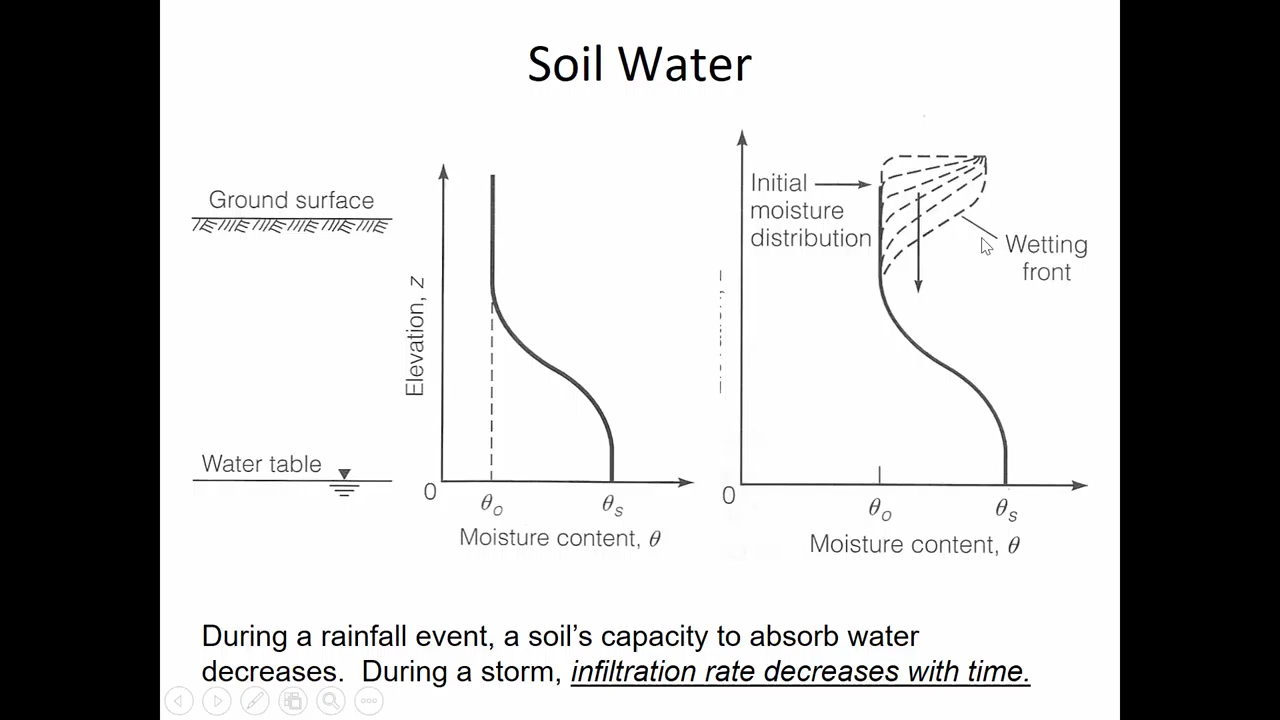 Soil Water
Ground surface
Water table
Elevation, z
0
θo
θs
Moisture content, θ
Initial
moisture
distribution
Wetting
front
0
θo
θs
Moisture content, θ
During a rainfall event, a soil’s capacity to absorb water
decreases. During a storm, infiltration rate decreases with time.